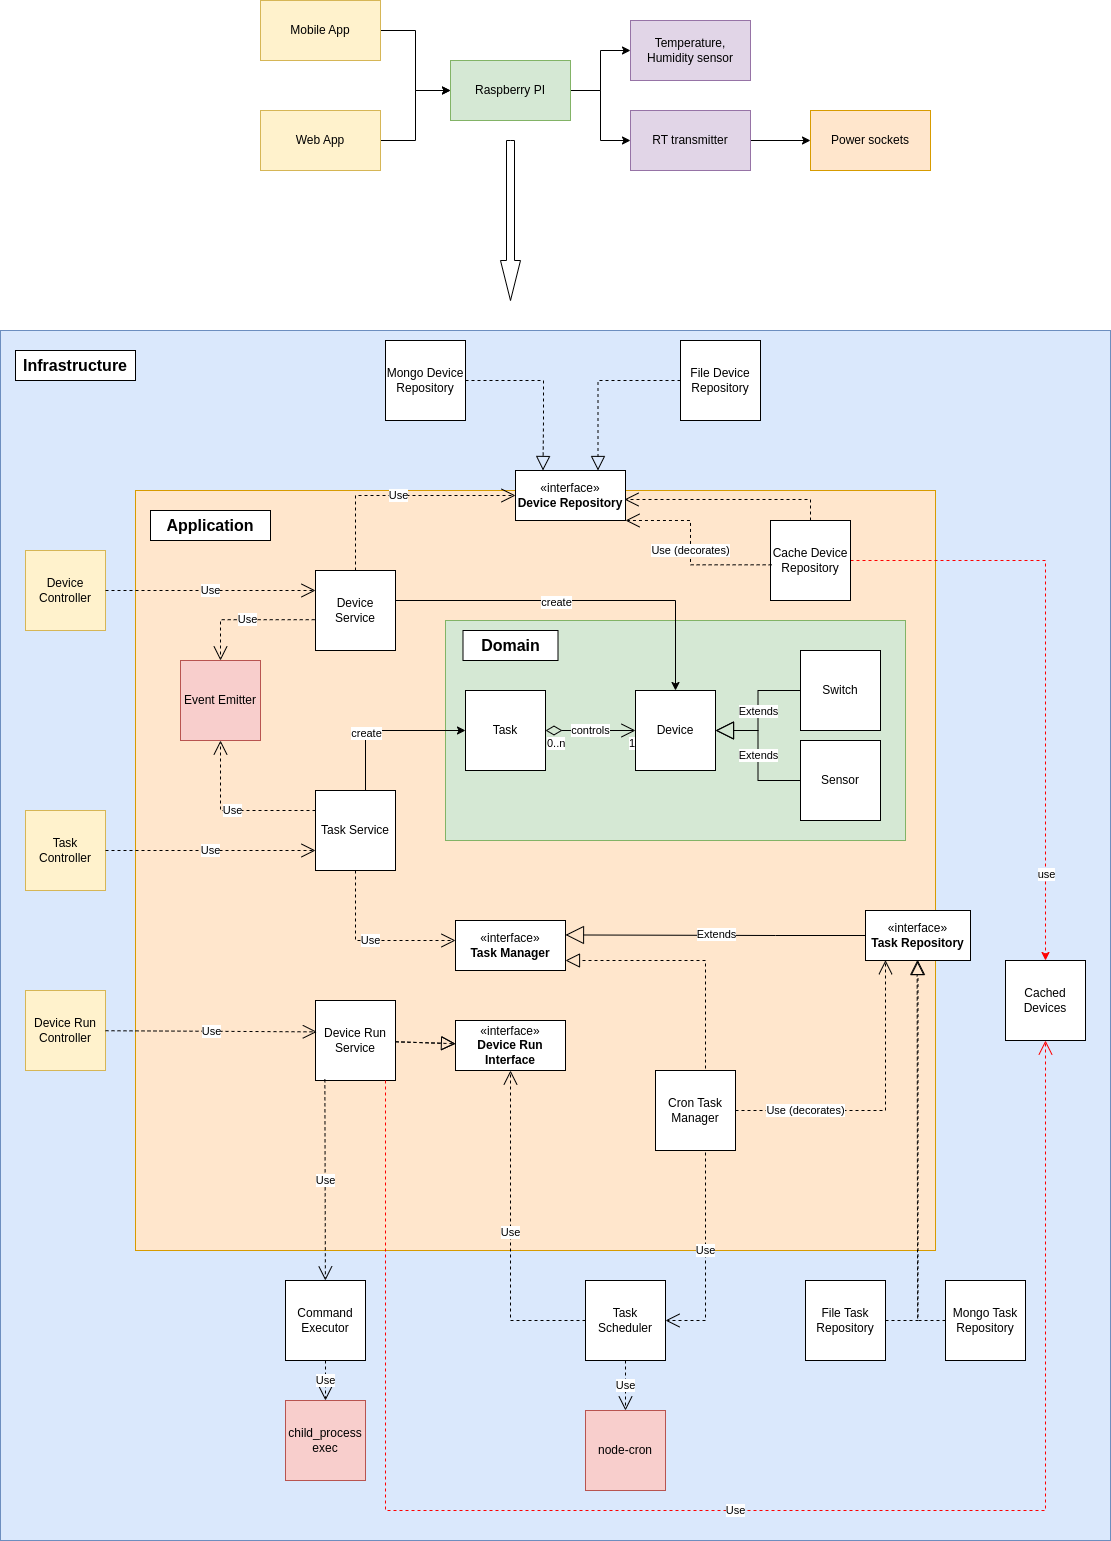 Mobile App
Temperature,
Humidity sensor
Raspberry PI
Web App
RT transmitter
Power sockets
Infrastructure
Mongo Device
Repository
File Device
Repository
«interface»
Device Repository
Use
Application
Use (decorates)
Cache Device
Repository
Device
Controller
Use
Device
Service
create
Use
Domain
Event Emitter
Task
0..n
controls
1
Device
Extends
Extends
Switch
Sensor
create
Use
Task Service
Task
Controller
Use
use
Use
«interface»
Task Manager
Extends
«interface»
Task Repository
Cached
Devices
Device Run
Controller
Use
Device Run
Service
«interface»
Device Run
Interface
Cron Task
Manager
Use (decorates)
Use
Use
Use
Command
Executor
Task
Scheduler
File Task
Repository
Mongo Task
Repository
Use
Use
child_process
exec
node-cron
Use